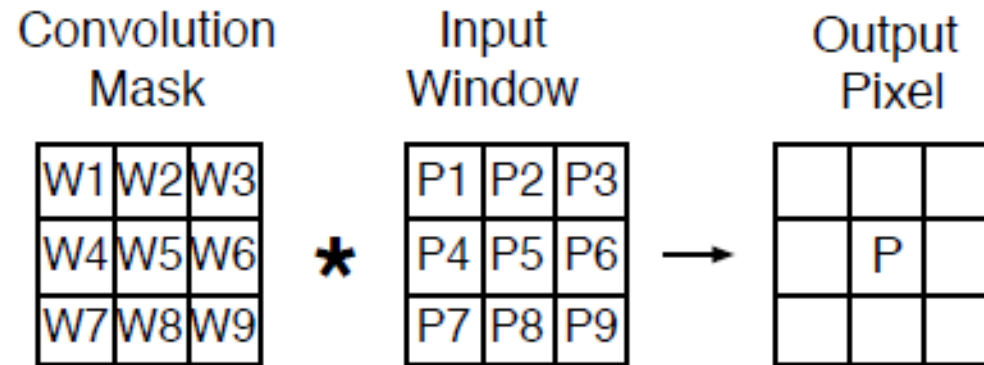 Convolution Mask
Input Window
Output Pixel
W1 W2 W3
W4 W5 W6
W7 W8 W9
*
P1 P2 P3
P4 P5 P6
P7 P8 P9
P